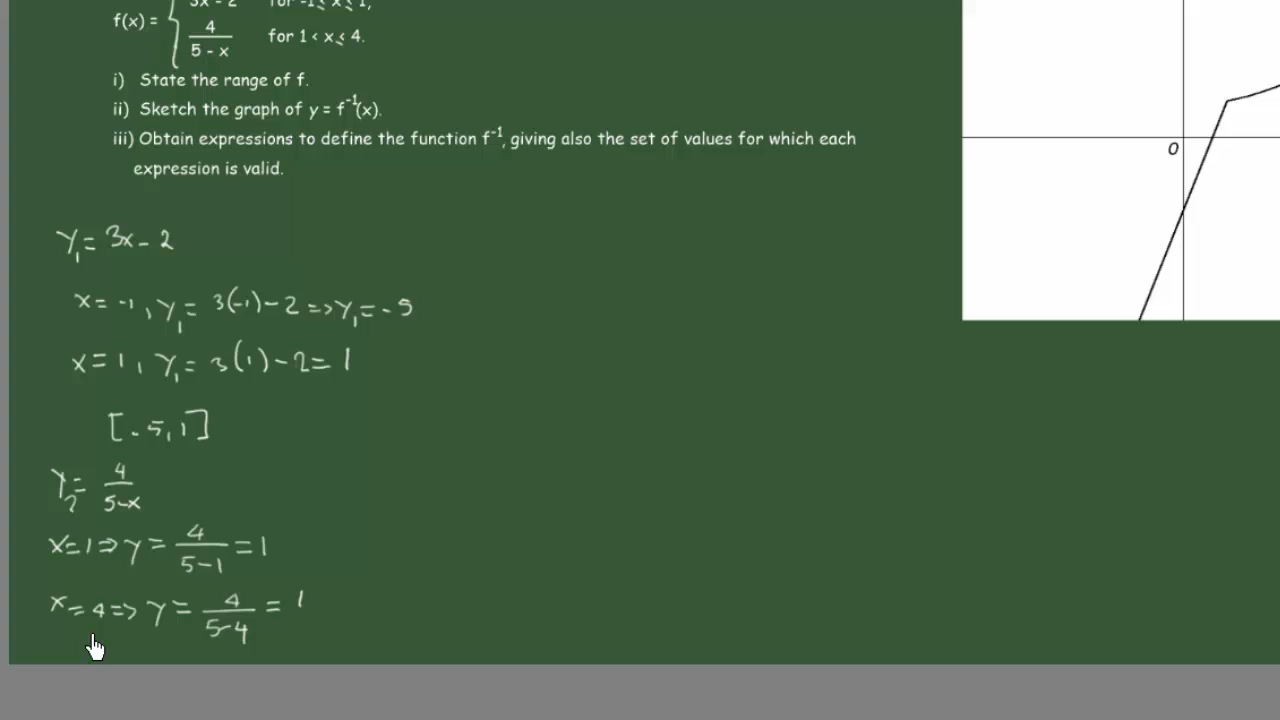 3x - 2 for -1 ≤ x ≤ 1,
f(x) = { 4/(5 - x) for 1 < x ≤ 4.
i) State the range of f.
ii) Sketch the graph of y = f⁻¹(x).
iii) Obtain expressions to define the function f⁻¹, giving also the set of values for which each
expression is valid.
O
y₁ = 3x - 2
x = -1, y₁ = 3(-1) - 2 => y₁ = -5
x = 1, y₁ = 3(1) - 2 = 1
[-5, 1]
y₂ = 4/(5-x)
x = 1 => y = 4/(5-1) = 1
x = 4 => y = 4/(5-4) = 1